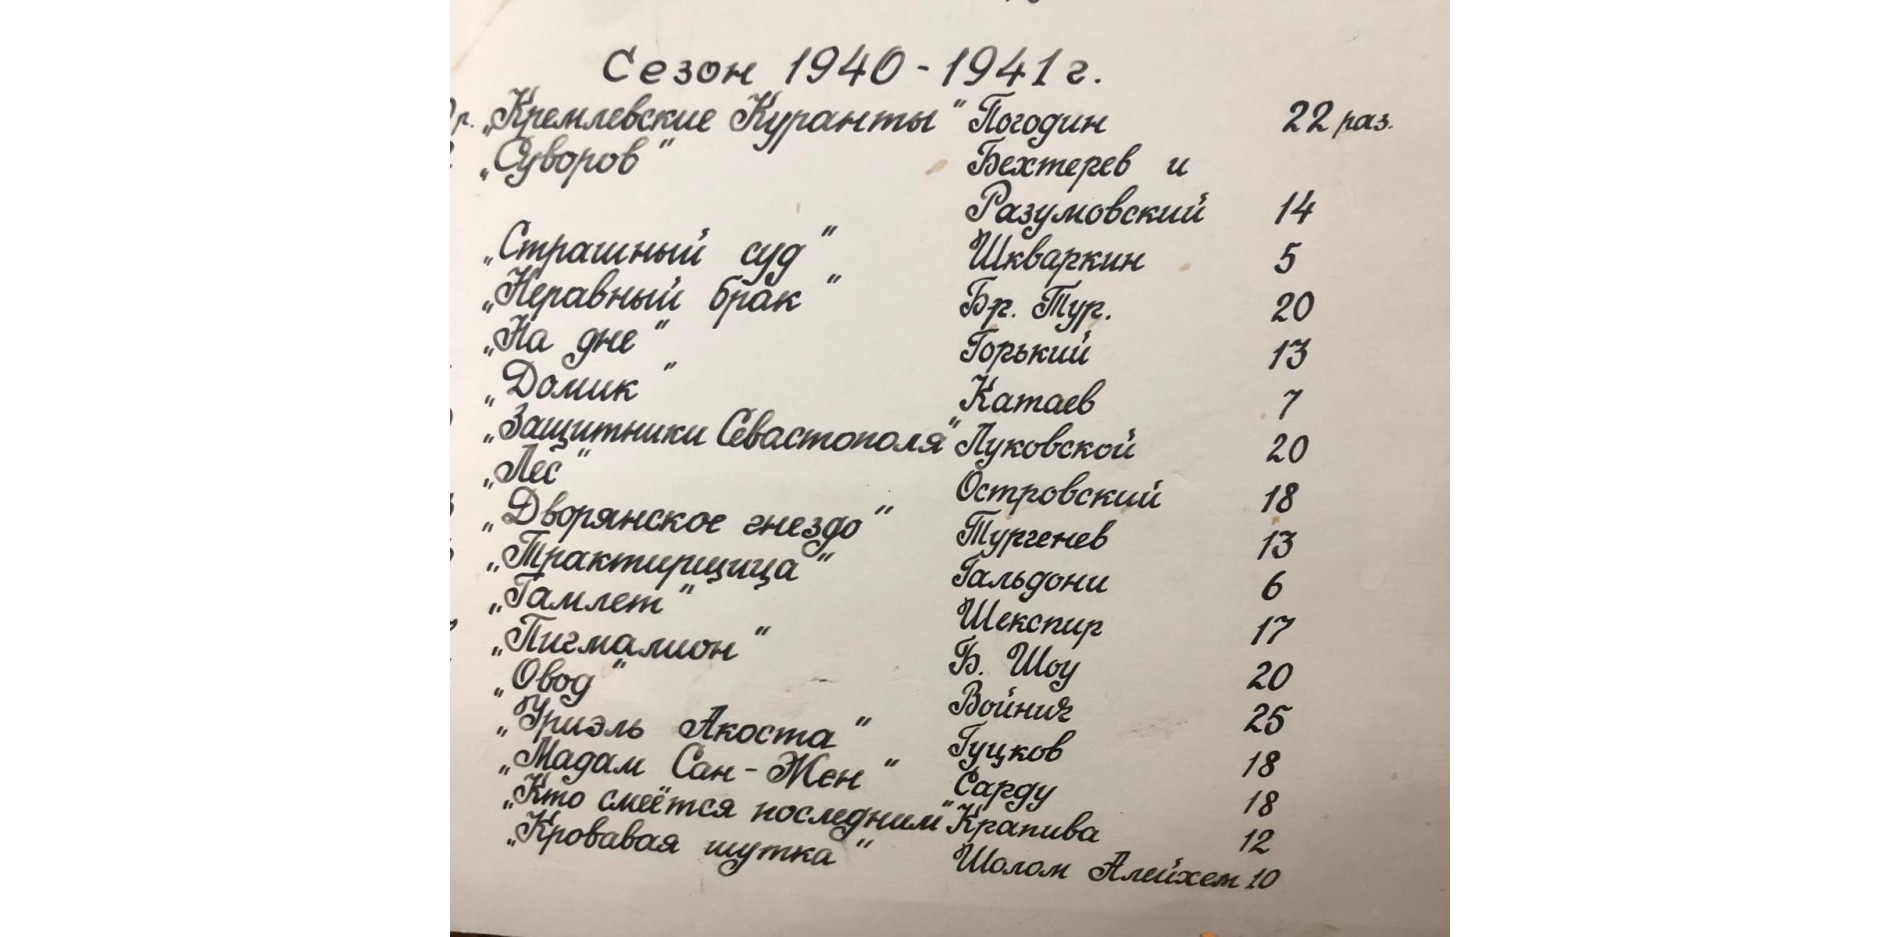 Сезон 1940-1941 г.
р. „Кремлевские Куранты“ Погодин 22 раз.
„Суворов“ Бехтерев и
Разумовский 14
„Страшный суд“ Шкваркин 5
„Неравный брак“ Бр. Тур. 20
„На дне“ Горький 13
„Домик“ Катаев 7
„Защитники Севастополя“ Луковской 20
„Лес“ Островский 18
„Дворянское гнездо“ Тургенев 13
„Трактирщица“ Гальдони 6
„Гамлет“ Шекспир 17
„Пигмалион“ Б. Шоу 20
„Овод“ Войнич 25
„Уриэль Акоста“ Гуцков 18
„Мадам Сан-Жен“ Сарду 18
„Кто смеётся последним“ Крапива 12
„Кровавая шутка“ Шолом Алейхем 10